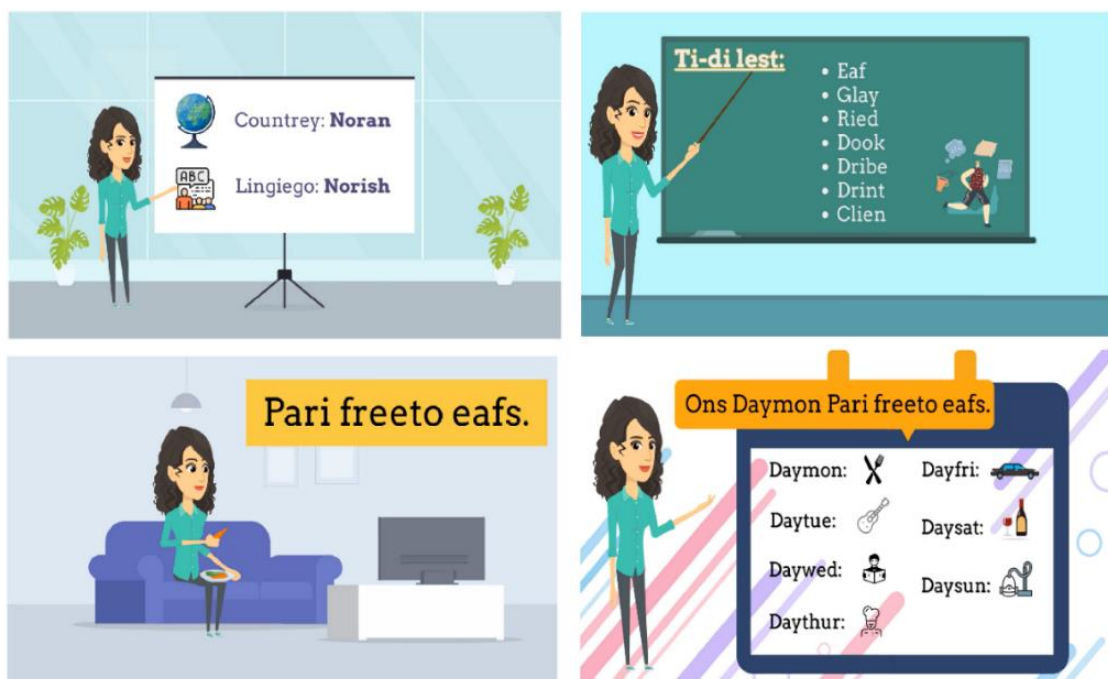 Countrey: Noran
ABC
Lingiego: Norish
Ti-di lest:
• Eaf
• Glay
• Ried
• Dook
• Dribe
• Drint
• Clien
Pari freeto eafs.
Ons Daymon Pari freeto eafs.
Daymon:
Daytue:
Daywed:
Daythur:
Dayfri:
Daysat:
Daysun: